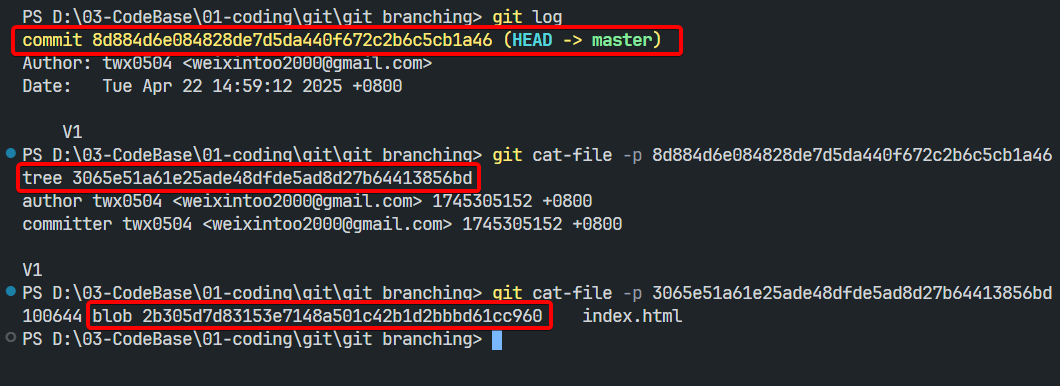 PS D:\03-CodeBase\01-coding\git\git branching> git log
commit 8d884d6e084828de7d5da440f672c2b6c5cb1a46 (HEAD -> master)
Author: twx0504 <weixintoo2000@gmail.com>
Date:   Tue Apr 22 14:59:12 2025 +0800
    V1
PS D:\03-CodeBase\01-coding\git\git branching> git cat-file -p 8d884d6e084828de7d5da440f672c2b6c5cb1a46
tree 3065e51a61e25ade48dfde5ad8d27b64413856bd
author twx0504 <weixintoo2000@gmail.com> 1745305152 +0800
committer twx0504 <weixintoo2000@gmail.com> 1745305152 +0800
V1
PS D:\03-CodeBase\01-coding\git\git branching> git cat-file -p 3065e51a61e25ade48dfde5ad8d27b64413856bd
100644 blob 2b305d7d83153e7148a501c42b1d2bbbd61cc960    index.html
PS D:\03-CodeBase\01-coding\git\git branching>